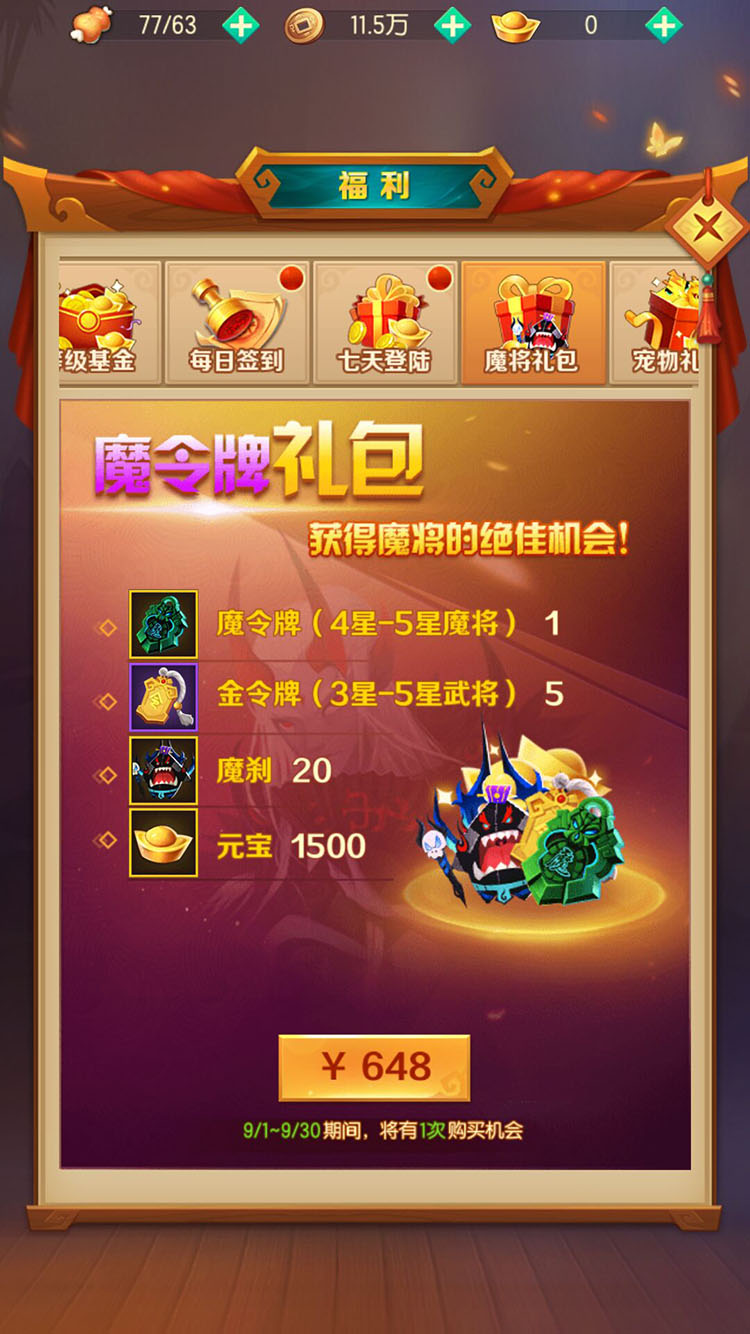 77/63 11.5万 0
福利
等级基金 每日签到 七天登陆 魔将礼包 宠物礼
魔令牌礼包
获得魔将的绝佳机会!
魔令牌(4星-5星魔将) 1
金令牌(3星-5星武将) 5
魔刹 20
元宝 1500
¥ 648
9/1~9/30期间，将有1次购买机会